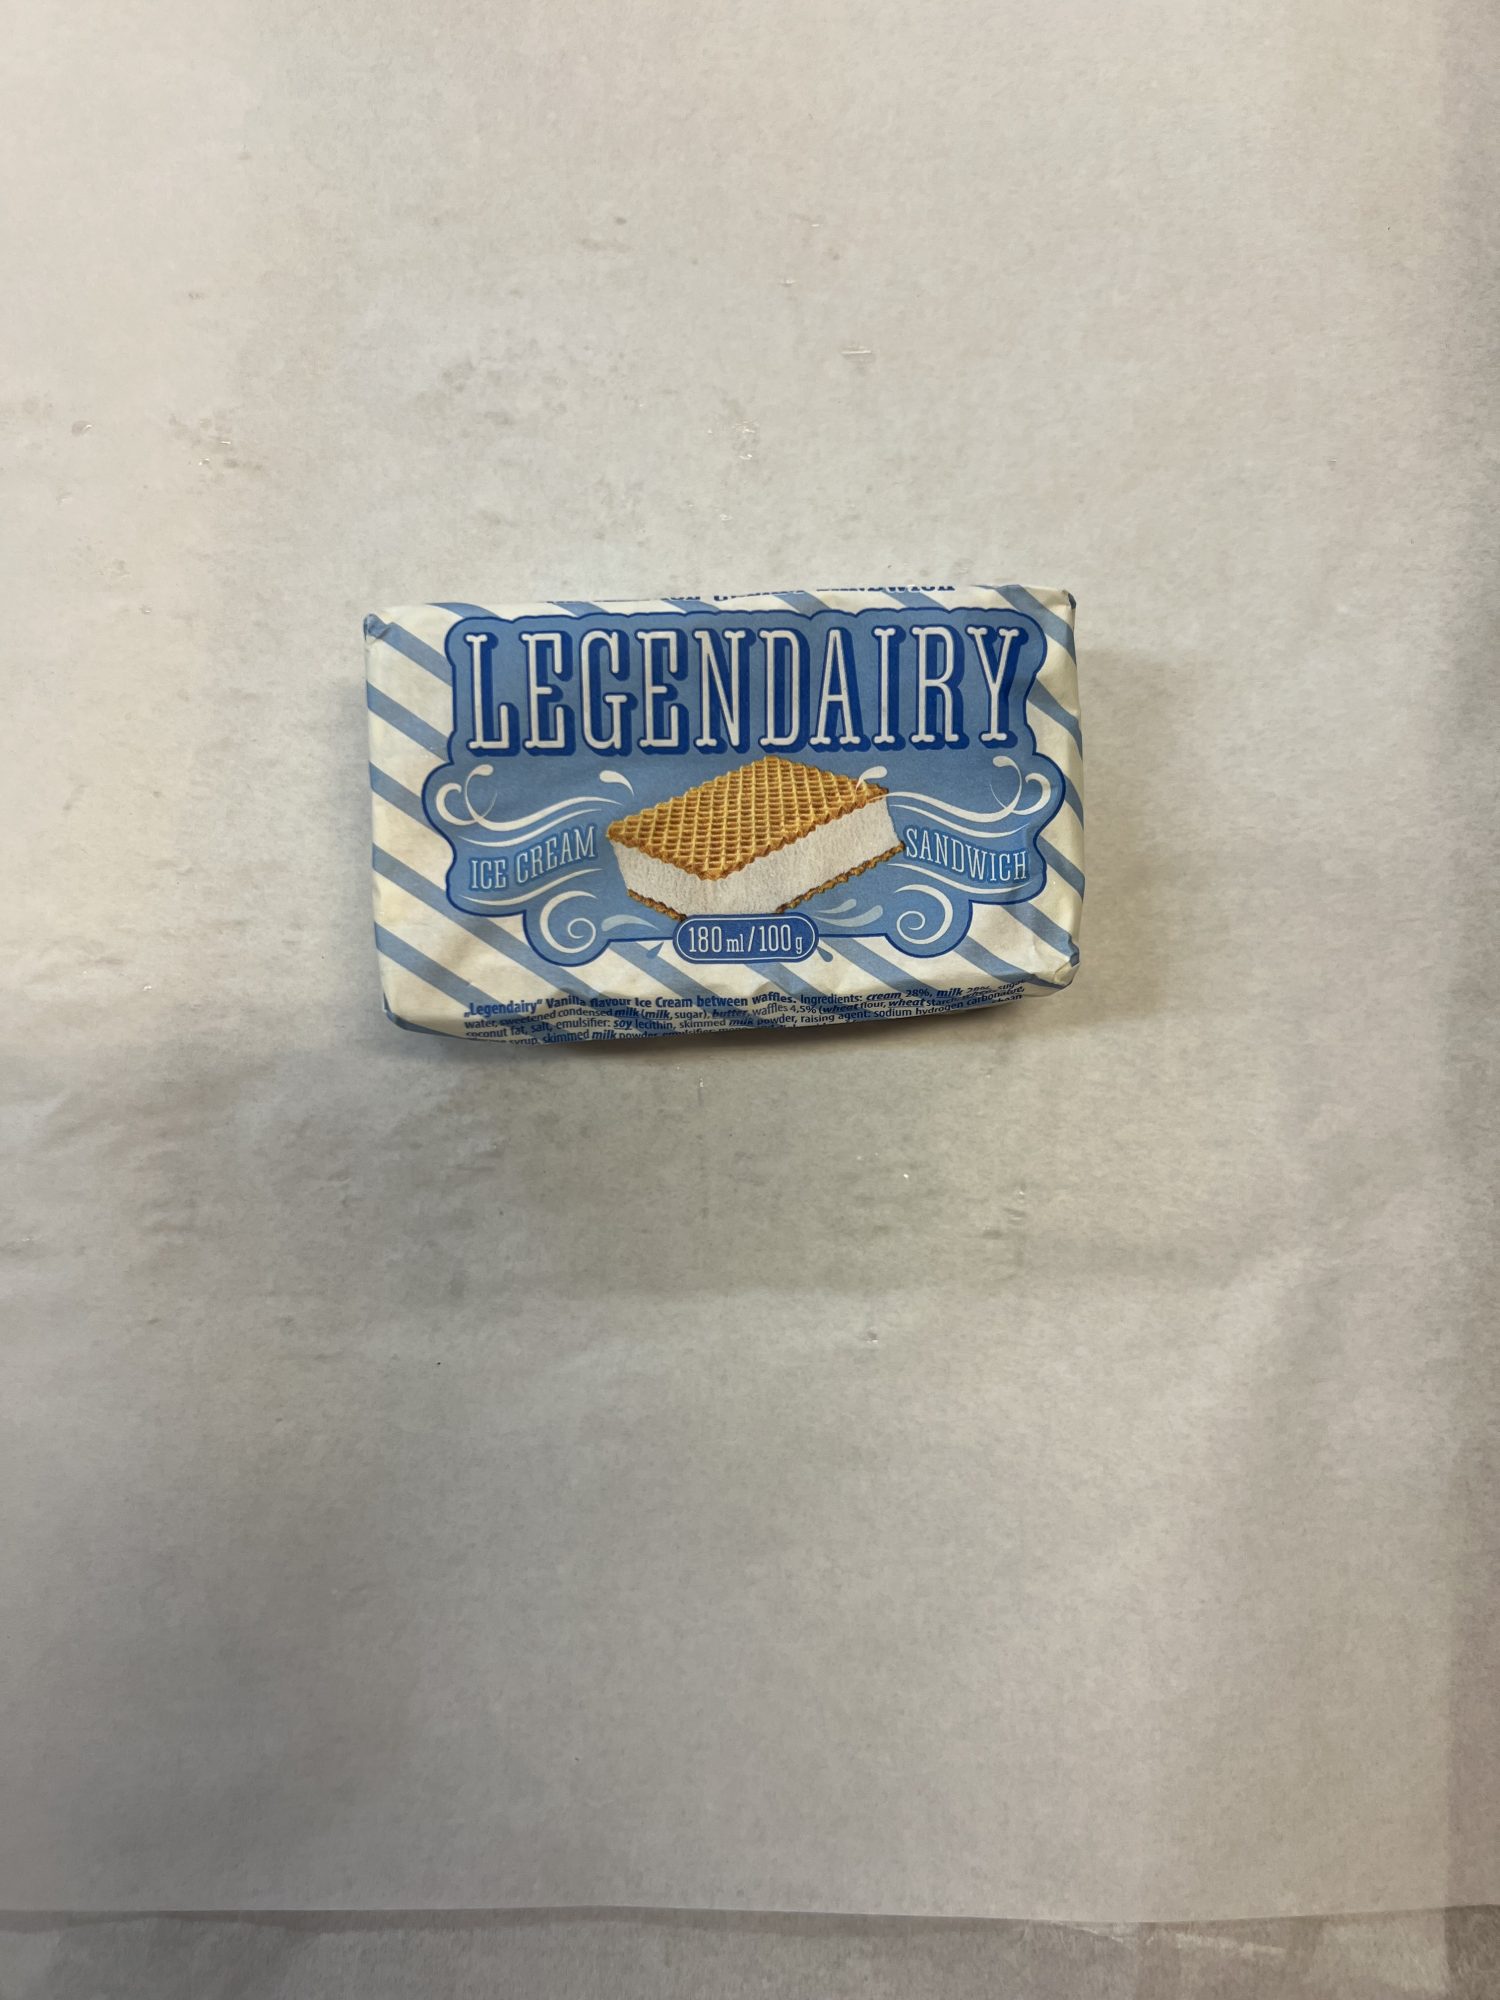 LEGENDAIRY
ICE CREAM
SANDWICH
180 ml/100 g
„Legendairy" Vanilla flavour Ice Cream between waffles. Ingredients: cream 28%, milk
water, sweetened condensed milk (milk, sugar), butter, waffles 4,5% (wheat flour, wheat starch,
coconut fat, salt, emulsifier: soy lecithin, skimmed milk powder, raising agent: sodium hydrogen carbonate,
syrup, skimmed milk powder,